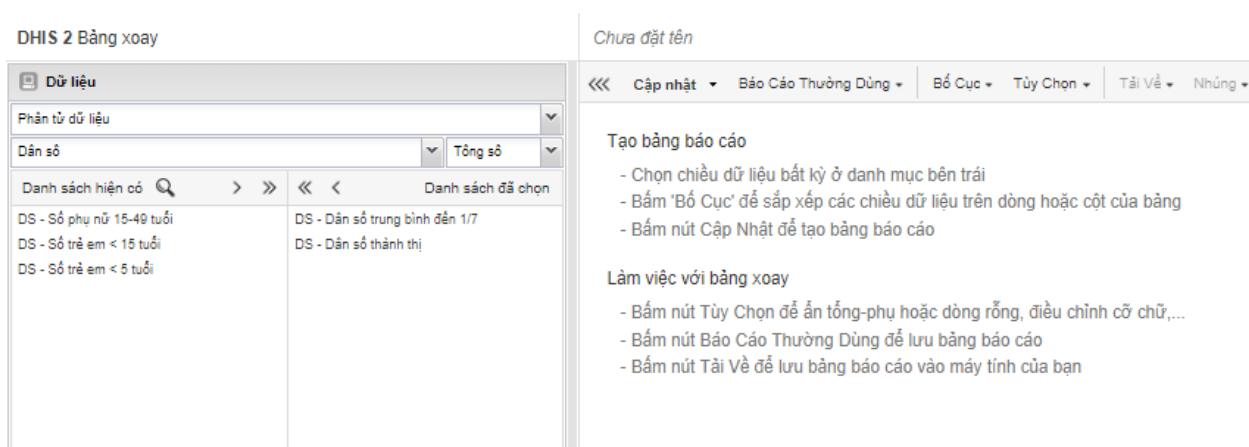 DHIS 2 Bảng xoay
Dữ liệu
Phân tử dữ liệu
Dân số
Tổng số
Danh sách hiện có
Danh sách đã chọn
DS - Số phụ nữ 15-49 tuổi
DS - Số trẻ em < 15 tuổi
DS - Số trẻ em < 5 tuổi
DS - Dân số trung bình đến 1/7
DS - Dân số thành thị
Chưa đặt tên
Cập nhật
Báo Cáo Thường Dùng
Bố Cục
Tùy Chọn
Tải Về
Nhúng
Tạo bảng báo cáo
- Chọn chiều dữ liệu bất kỳ ở danh mục bên trái
- Bấm 'Bố Cục' để sắp xếp các chiều dữ liệu trên dòng hoặc cột của bảng
- Bấm nút Cập Nhật để tạo bảng báo cáo
Làm việc với bảng xoay
- Bấm nút Tùy Chọn để ẩn tổng-phụ hoặc dòng rỗng, điều chỉnh cỡ chữ,...
- Bấm nút Báo Cáo Thường Dùng để lưu bảng báo cáo
- Bấm nút Tải Về để lưu bảng báo cáo vào máy tính của bạn